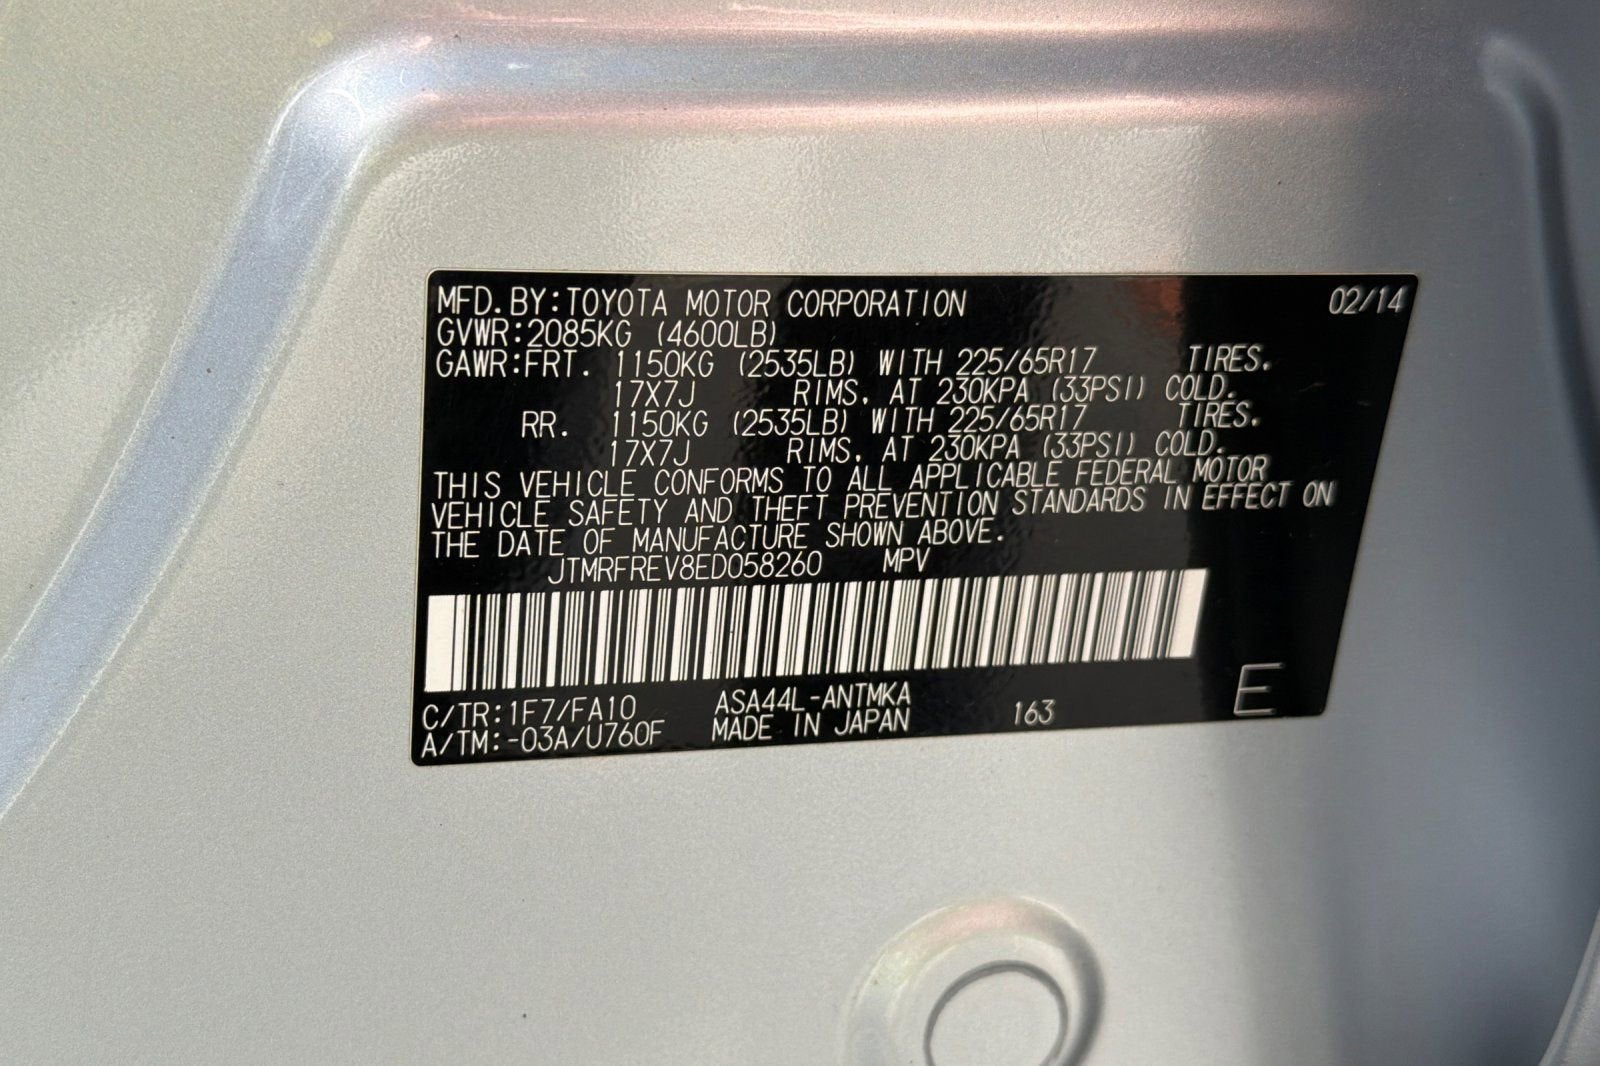 MFD. BY: TOYOTA MOTOR CORPORATION 02/14
GVWR: 2085KG (4600LB)
GAWR: FRT. 1150KG (2535LB) WITH 225/65R17 TIRES.
17X7J RIMS. AT 230KPA (33PSI) COLD.
RR. 1150KG (2535LB) WITH 225/65R17 TIRES.
17X7J RIMS. AT 230KPA (33PSI) COLD.
THIS VEHICLE CONFORMS TO ALL APPLICABLE FEDERAL MOTOR
VEHICLE SAFETY AND THEFT PREVENTION STANDARDS IN EFFECT ON
THE DATE OF MANUFACTURE SHOWN ABOVE.
JTMRFREV8ED058260 MPV
C/TR: 1F7/FA10 ASA44L-ANTMKA 163 E
A/TM: -03A/U760F MADE IN JAPAN